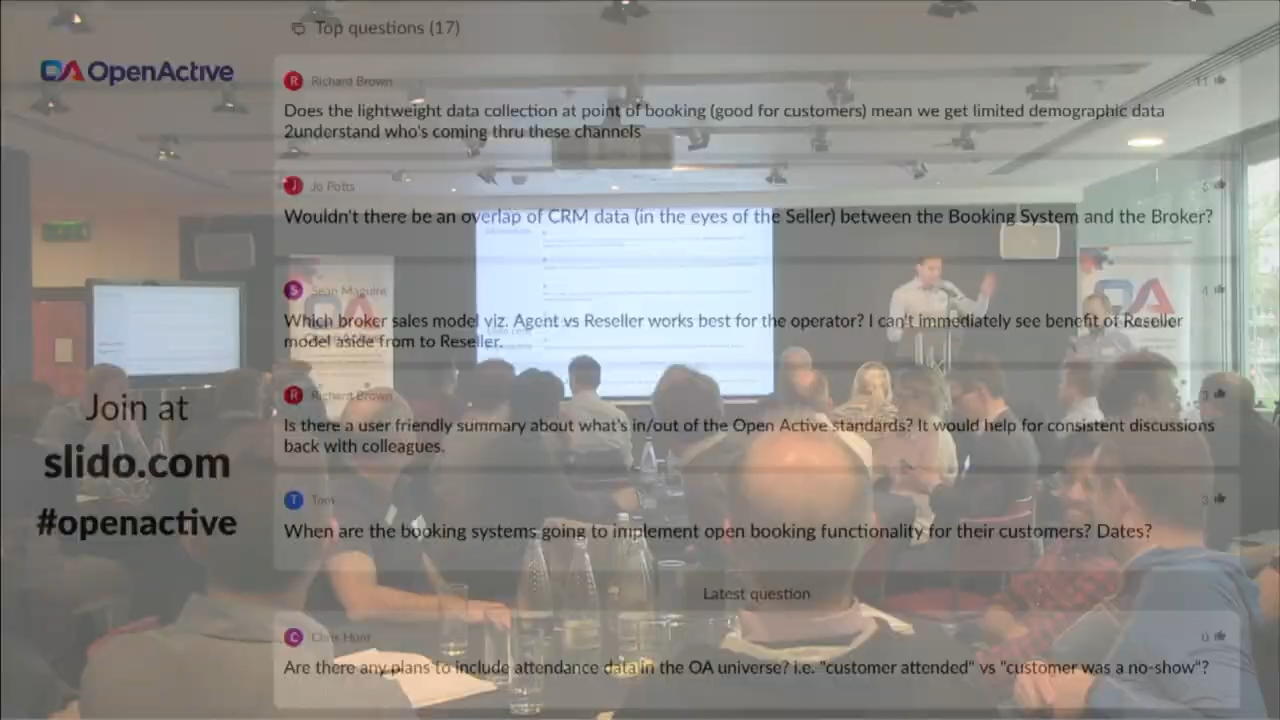 Top questions (17)
OpenActive
Richard Brown
11
Does the lightweight data collection at point of booking (good for customers) mean we get limited demographic data
2understand who's coming thru these channels
Jo Potts
5
Wouldn't there be an overlap of CRM data (in the eyes of the Seller) between the Booking System and the Broker?
Sean Maguire
4
Which broker sales model viz. Agent vs Reseller works best for the operator? I can't immediately see benefit of Reseller
model aside from to Reseller.
Richard Brown
3
Is there a user friendly summary about what's in/out of the Open Active standards? It would help for consistent discussions
back with colleagues.
Join at
slido.com
#openactive
Tom
3
When are the booking systems going to implement open booking functionality for their customers? Dates?
Latest question
Chris Hunt
0
Are there any plans to include attendance data in the OA universe? i.e. "customer attended" vs "customer was a no-show"?